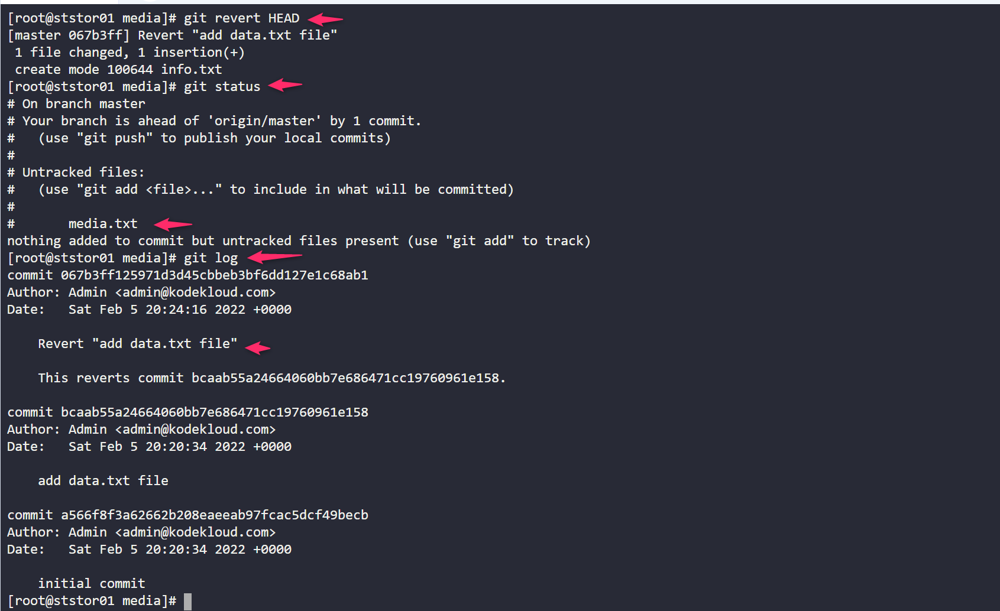 [root@ststor01 media]# git revert HEAD
[master 067b3ff] Revert "add data.txt file"
 1 file changed, 1 insertion(+)
 create mode 100644 info.txt
[root@ststor01 media]# git status
# On branch master
# Your branch is ahead of 'origin/master' by 1 commit.
#   (use "git push" to publish your local commits)
#
# Untracked files:
#   (use "git add <file>..." to include in what will be committed)
#
#       media.txt
nothing added to commit but untracked files present (use "git add" to track)
[root@ststor01 media]# git log
commit 067b3ff125971d3d45cbbeb3bf6dd127e1c68ab1
Author: Admin <admin@kodekloud.com>
Date:   Sat Feb 5 20:24:16 2022 +0000

    Revert "add data.txt file"

    This reverts commit bcaab55a24664060bb7e686471cc19760961e158.

commit bcaab55a24664060bb7e686471cc19760961e158
Author: Admin <admin@kodekloud.com>
Date:   Sat Feb 5 20:20:34 2022 +0000

    add data.txt file

commit a566f8f3a62662b208eaeeab97fcac5dcf49becb
Author: Admin <admin@kodekloud.com>
Date:   Sat Feb 5 20:20:34 2022 +0000

    initial commit
[root@ststor01 media]#